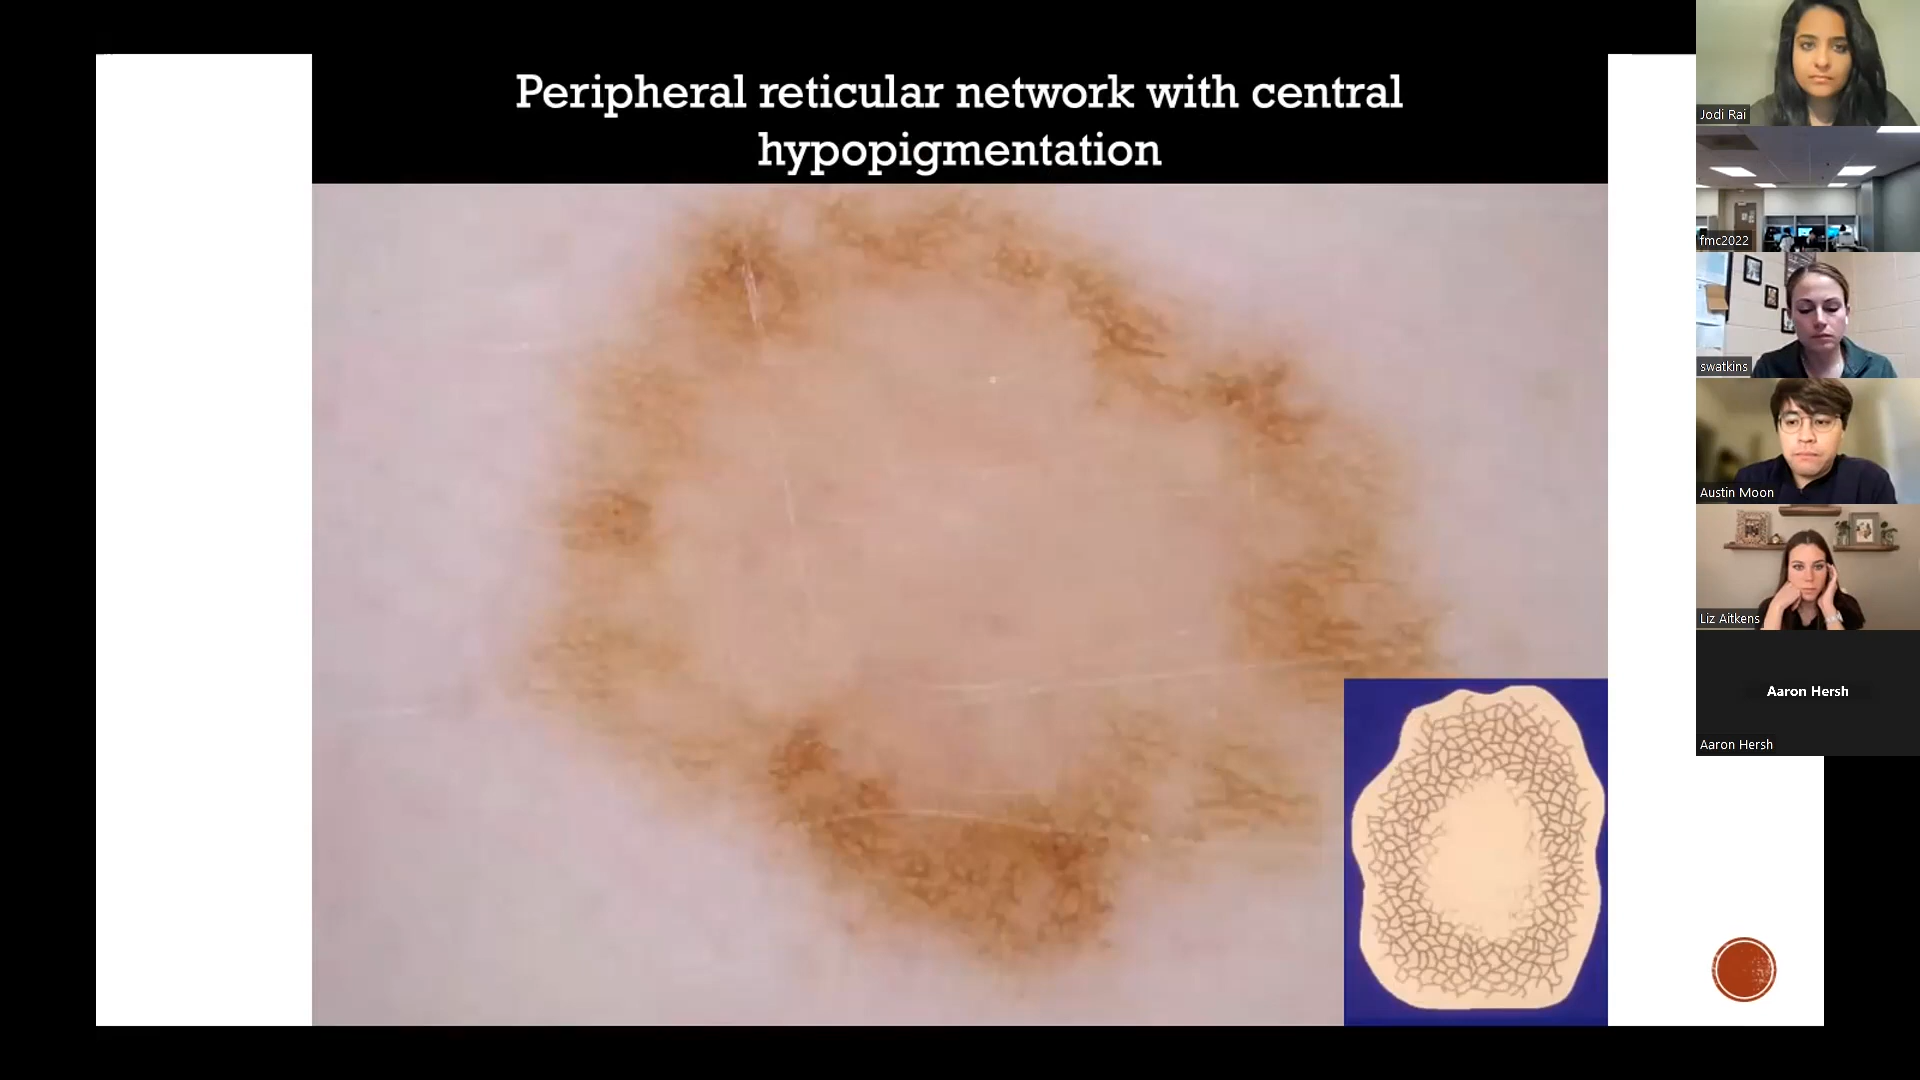 Peripheral reticular network with central
hypopigmentation
Jodi Rai
fmc2022
swatkins
Austin Moon
Liz Aitkens
Aaron Hersh
Aaron Hersh